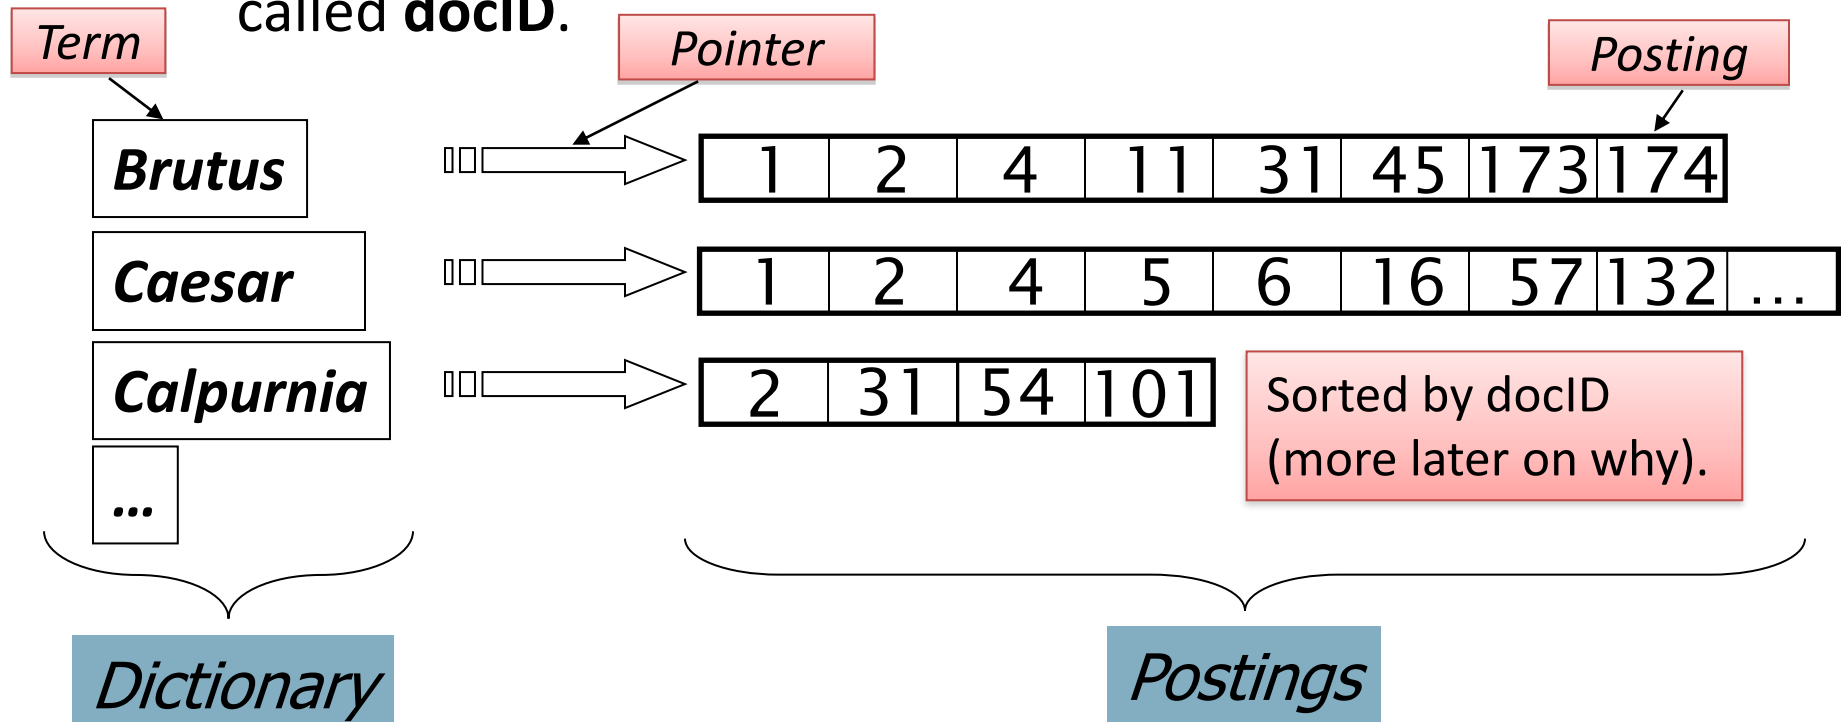 called docID.
Term
Pointer
Posting
Brutus
1 2 4 11 31 45 173 174
Caesar
1 2 4 5 6 16 57 132 ...
Calpurnia
2 31 54 101
Sorted by docID
(more later on why).
...
Dictionary
Postings